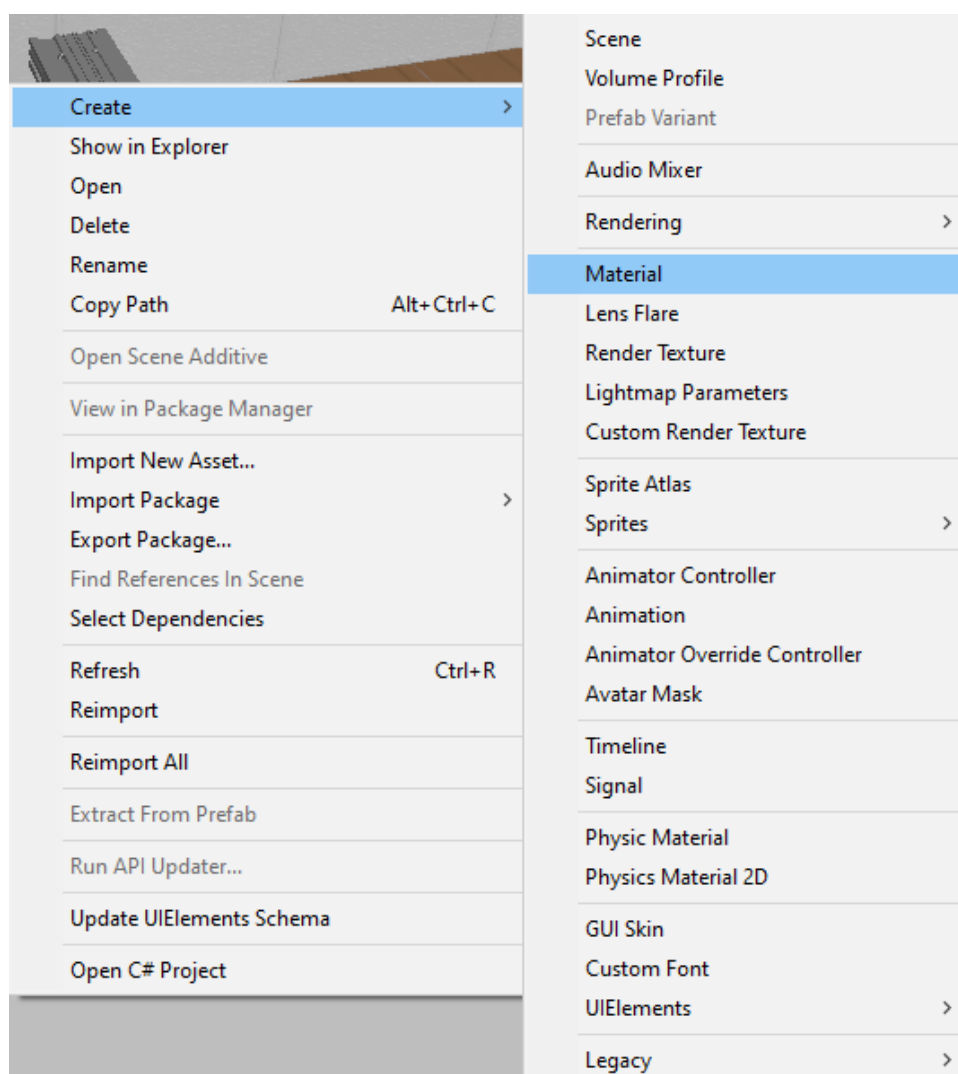 Create
Show in Explorer
Open
Delete
Rename
Copy Path Alt+Ctrl+C
Open Scene Additive
View in Package Manager
Import New Asset...
Import Package
Export Package...
Find References In Scene
Select Dependencies
Refresh Ctrl+R
Reimport
Reimport All
Extract From Prefab
Run API Updater...
Update UIElements Schema
Open C# Project
Scene
Volume Profile
Prefab Variant
Audio Mixer
Rendering
Material
Lens Flare
Render Texture
Lightmap Parameters
Custom Render Texture
Sprite Atlas
Sprites
Animator Controller
Animation
Animator Override Controller
Avatar Mask
Timeline
Signal
Physic Material
Physics Material 2D
GUI Skin
Custom Font
UIElements
Legacy